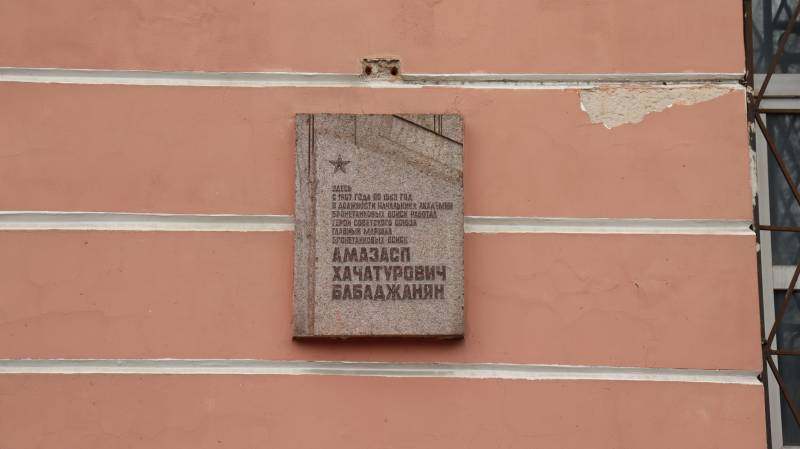 ЗДЕСЬ
С 1967 ГОДА ПО 1969 ГОД
В ДОЛЖНОСТИ НАЧАЛЬНИКА АКАДЕМИИ
БРОНЕТАНКОВЫХ ВОЙСК РАБОТАЛ
ГЕРОЙ СОВЕТСКОГО СОЮЗА
ГЛАВНЫЙ МАРШАЛ
БРОНЕТАНКОВЫХ ВОЙСК
АМАЗАСП
ХАЧАТУРОВИЧ
БАБАДЖАНЯН